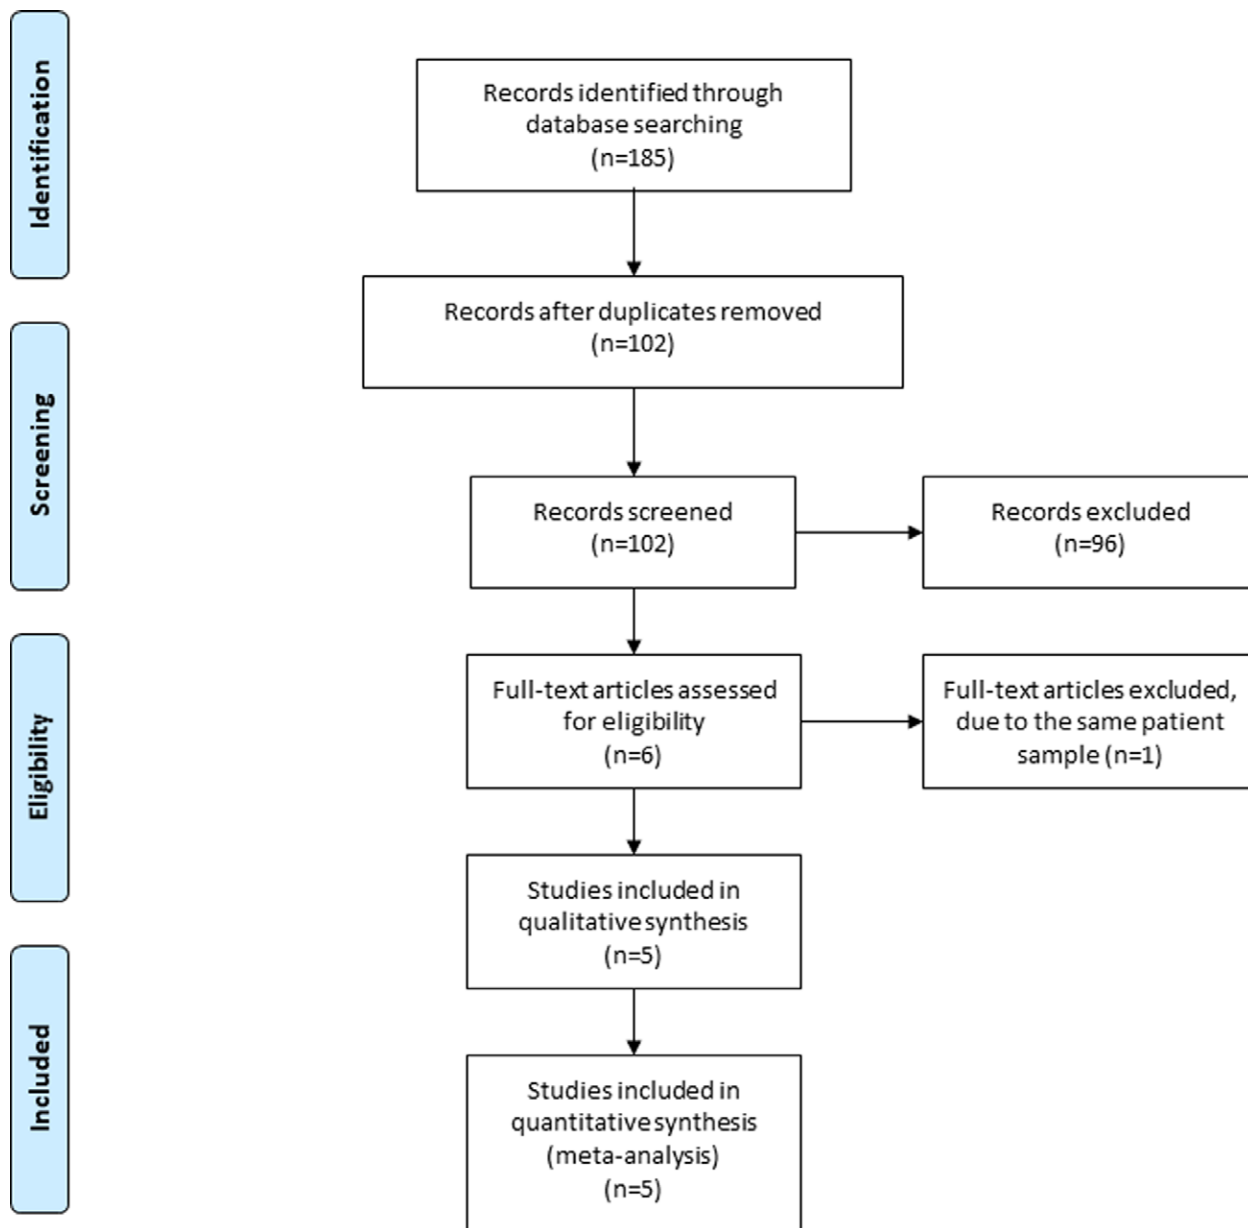 Identification
Records identified through
database searching
(n=185)
Records after duplicates removed
(n=102)
Screening
Records screened
(n=102)
Records excluded
(n=96)
Eligibility
Full-text articles assessed
for eligibility
(n=6)
Full-text articles excluded,
due to the same patient
sample (n=1)
Studies included in
qualitative synthesis
(n=5)
Included
Studies included in
quantitative synthesis
(meta-analysis)
(n=5)